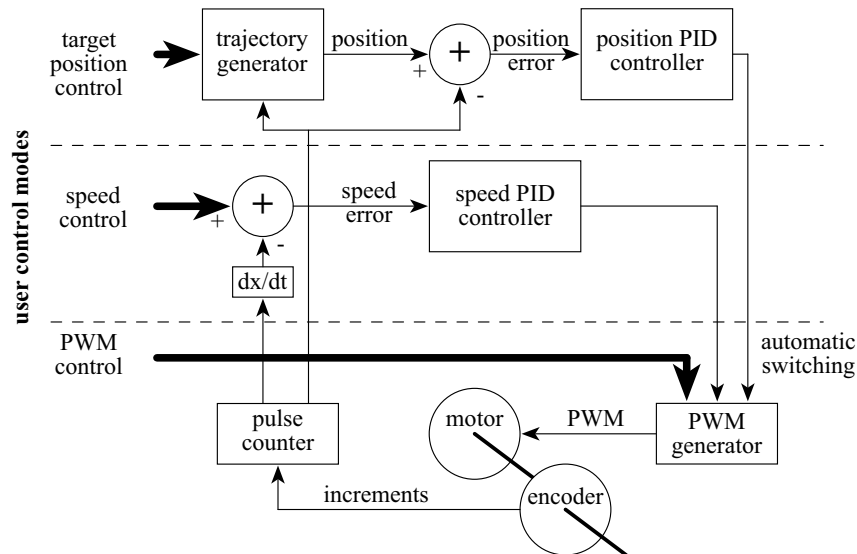 target
position
control
trajectory
generator
position
+
+
-
position
error
position PID
controller
user control modes
speed
control
+
+
-
speed
error
speed PID
controller
dx/dt
PWM
control
automatic
switching
pulse
counter
motor
PWM
PWM
generator
increments
encoder